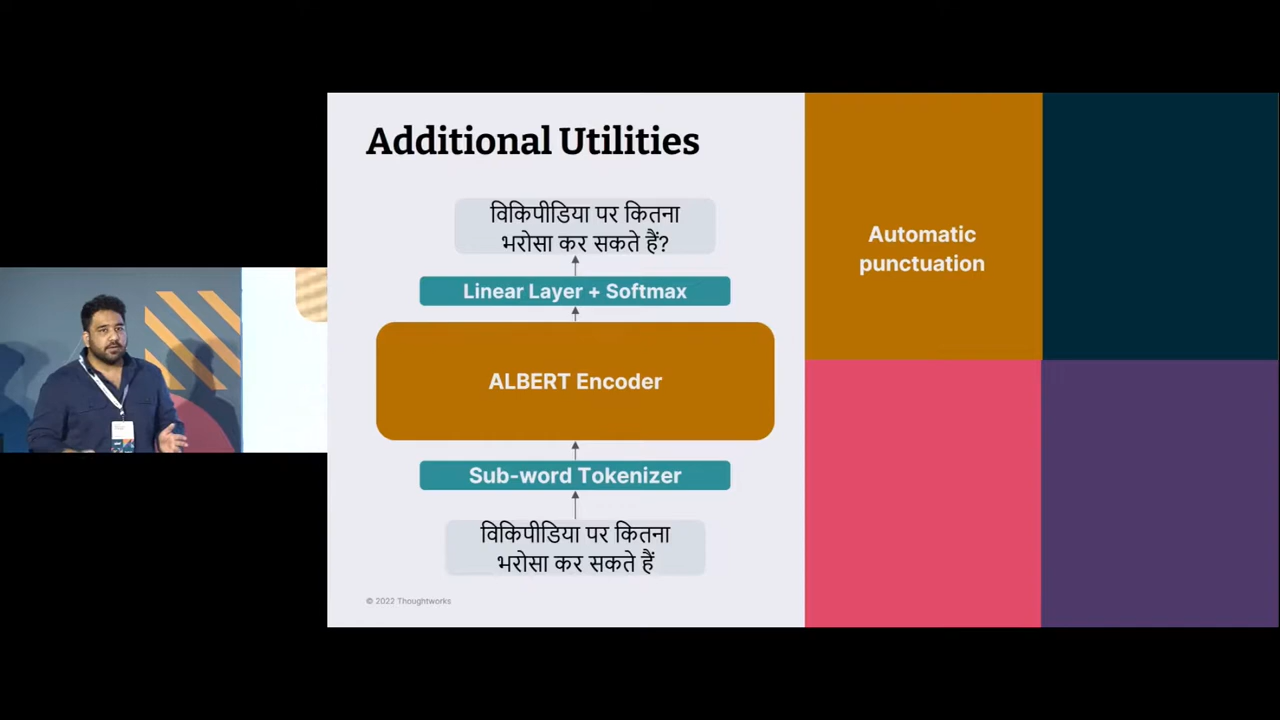 Additional Utilities
विकिपीडिया पर कितना
भरोसा कर सकते हैं?
Linear Layer + Softmax
ALBERT Encoder
Sub-word Tokenizer
विकिपीडिया पर कितना
भरोसा कर सकते हैं
© 2022 Thoughtworks
Automatic
punctuation